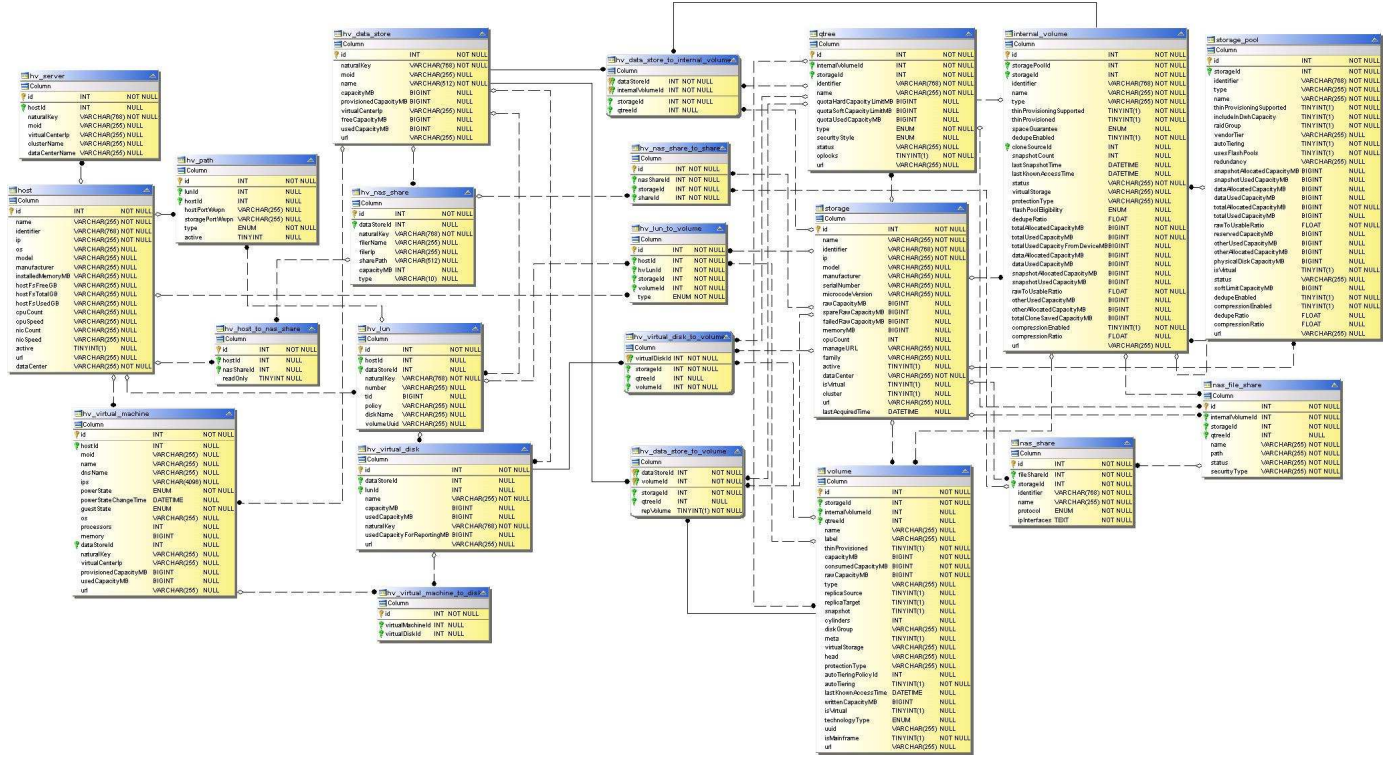 hv_server
Column
id INT NOT NULL
hostId INT NULL
naturalKey VARCHAR(768) NOT NULL
moid VARCHAR(255) NULL
virtualCenterIp VARCHAR(255) NULL
clusterName VARCHAR(255) NULL
dataCenterName VARCHAR(255) NULL
host
Column
id INT NOT NULL
name VARCHAR(255) NOT NULL
identifier VARCHAR(768) NOT NULL
ip VARCHAR(255) NOT NULL
os VARCHAR(255) NULL
model VARCHAR(255) NULL
manufacturer VARCHAR(255) NULL
installedMemoryMB VARCHAR(255) NULL
hostFsFreeGB VARCHAR(255) NULL
hostFsTotalGB VARCHAR(255) NULL
hostFsUsedGB VARCHAR(255) NULL
cpuCount VARCHAR(255) NULL
cpuSpeed VARCHAR(255) NULL
nicCount VARCHAR(255) NULL
nicSpeed VARCHAR(255) NULL
active TINYINT(1) NULL
url VARCHAR(255) NULL
dataCenter VARCHAR(255) NOT NULL
hv_path
Column
id INT NOT NULL
lunId INT NULL
hostId INT NULL
hostPortWwpn VARCHAR(255) NULL
storagePortWwpn VARCHAR(255) NULL
type ENUM NOT NULL
active TINYINT NULL
hv_host_to_nas_share
Column
id INT NOT NULL
hostId INT NULL
nasShareId INT NULL
readOnly TINYINT NULL
hv_virtual_machine
Column
id INT NOT NULL
hostId INT NULL
moid VARCHAR(255) NULL
name VARCHAR(255) NULL
dnsName VARCHAR(255) NULL
ips VARCHAR(4096) NULL
powerState ENUM NOT NULL
powerStateChangeTime DATETIME NULL
guestState ENUM NOT NULL
os VARCHAR(255) NULL
processors INT NULL
memory BIGINT NULL
dataStoreId INT NULL
naturalKey VARCHAR(768) NULL
virtualCenterIp VARCHAR(255) NULL
provisionedCapacityMB BIGINT NULL
usedCapacityMB BIGINT NULL
url VARCHAR(255) NULL
hv_data_store
Column
id INT NOT NULL
naturalKey VARCHAR(768) NOT NULL
moid VARCHAR(255) NULL
name VARCHAR(512) NOT NULL
capacityMB BIGINT NULL
provisionedCapacityMB BIGINT NULL
virtualCenterIp VARCHAR(255) NULL
freeCapacityMB BIGINT NULL
usedCapacityMB BIGINT NULL
url VARCHAR(255) NULL
hv_nas_share
Column
id INT NOT NULL
dataStoreId INT NULL
naturalKey VARCHAR(768) NOT NULL
filerName VARCHAR(255) NULL
filerIp VARCHAR(255) NULL
sharePath VARCHAR(512) NULL
capacityMB INT NULL
type VARCHAR(10) NULL
hv_lun
Column
id INT NOT NULL
hostId INT NULL
dataStoreId INT NULL
naturalKey VARCHAR(768) NOT NULL
number VARCHAR(255) NULL
tid BIGINT NULL
policy VARCHAR(255) NULL
diskName VARCHAR(255) NULL
volumeUuid VARCHAR(255) NULL
hv_virtual_disk
Column
id INT NOT NULL
dataStoreId INT NULL
lunId INT NULL
name VARCHAR(255) NOT NULL
capacityMB BIGINT NULL
usedCapacityMB BIGINT NULL
naturalKey VARCHAR(768) NOT NULL
usedCapacityForReportingMB BIGINT NULL
url VARCHAR(255) NULL
hv_virtual_machine_to_disk
Column
id INT NOT NULL
virtualMachineId INT NULL
virtualDiskId INT NULL
hv_data_store_to_internal_volume
Column
dataStoreId INT NOT NULL
internalVolumeId INT NOT NULL
storageId INT NOT NULL
qtreeId INT NULL
hv_nas_share_to_share
Column
id INT NOT NULL
nasShareId INT NOT NULL
storageId INT NOT NULL
shareId INT NOT NULL
hv_lun_to_volume
Column
id INT NOT NULL
hostId INT NOT NULL
hvLunId INT NOT NULL
storageId INT NOT NULL
volumeId INT NOT NULL
type ENUM NOT NULL
hv_virtual_disk_to_volume
Column
virtualDiskId INT NOT NULL
storageId INT NOT NULL
qtreeId INT NULL
volumeId INT NULL
hv_data_store_to_volume
Column
dataStoreId INT NOT NULL
volumeId INT NOT NULL
storageId INT NOT NULL
qtreeId INT NULL
repVolume TINYINT(1) NOT NULL
qtree
Column
id INT NOT NULL
internalVolumeId INT NOT NULL
storageId INT NOT NULL
identifier VARCHAR(768) NOT NULL
name VARCHAR(255) NOT NULL
quotaHardCapacityLimitMB BIGINT NULL
quotaSoftCapacityLimitMB BIGINT NULL
quotaUsedCapacityMB BIGINT NULL
type ENUM NOT NULL
securityStyle ENUM NULL
status VARCHAR(255) NULL
oplocks TINYINT(1) NOT NULL
url VARCHAR(255) NULL
storage
Column
id INT NOT NULL
name VARCHAR(255) NOT NULL
identifier VARCHAR(768) NOT NULL
ip VARCHAR(255) NOT NULL
model VARCHAR(255) NULL
manufacturer VARCHAR(255) NULL
serialNumber VARCHAR(255) NULL
microcodeVersion VARCHAR(255) NULL
rawCapacityMB BIGINT NULL
spareRawCapacityMB BIGINT NULL
failedRawCapacityMB BIGINT NULL
memoryMB BIGINT NULL
cpuCount INT NULL
manageURL VARCHAR(255) NULL
family VARCHAR(255) NULL
active TINYINT(1) NULL
dataCenter VARCHAR(255) NOT NULL
isVirtual TINYINT(1) NULL
cluster TINYINT(1) NULL
url VARCHAR(255) NULL
lastAcquiredTime DATETIME NULL
volume
Column
id INT NOT NULL
storageId INT NOT NULL
internalVolumeId INT NULL
qtreeId INT NULL
name VARCHAR(255) NULL
label VARCHAR(255) NULL
thinProvisioned TINYINT(1) NOT NULL
capacityMB BIGINT NOT NULL
consumedCapacityMB BIGINT NOT NULL
rawCapacityMB BIGINT NOT NULL
type VARCHAR(255) NULL
replicaSource TINYINT(1) NULL
replicaTarget TINYINT(1) NULL
snapshot TINYINT(1) NOT NULL
cylinders INT NULL
diskGroup VARCHAR(255) NULL
meta TINYINT(1) NULL
virtualStorage VARCHAR(255) NULL
head VARCHAR(255) NULL
protectionType VARCHAR(255) NULL
autoTieringPolicyId INT NULL
autoTiering TINYINT(1) NOT NULL
lastKnownAccessTime DATETIME NULL
writtenCapacityMB BIGINT NULL
isVirtual TINYINT(1) NULL
technologyType ENUM NULL
uuid VARCHAR(255) NULL
isMainframe TINYINT(1) NOT NULL
url VARCHAR(255) NULL
internal_volume
Column
id INT NOT NULL
storagePoolId INT NOT NULL
storageId INT NOT NULL
identifier VARCHAR(768) NOT NULL
name VARCHAR(255) NOT NULL
type VARCHAR(255) NOT NULL
thinProvisioningSupported TINYINT(1) NOT NULL
thinProvisioned TINYINT(1) NOT NULL
spaceGuarantee ENUM NULL
dedupeEnabled TINYINT(1) NOT NULL
cloneSourceId INT NULL
snapshotCount INT NULL
lastSnapshotTime DATETIME NULL
lastKnownAccessTime DATETIME NULL
status VARCHAR(255) NOT NULL
virtualStorage VARCHAR(255) NULL
protectionType VARCHAR(255) NULL
flashPoolEligibility ENUM NULL
dedupeRatio FLOAT NULL
totalAllocatedCapacityMB BIGINT NOT NULL
totalUsedCapacityMB BIGINT NOT NULL
totalUsedCapacityFromDeviceMB BIGINT NULL
dataAllocatedCapacityMB BIGINT NULL
dataUsedCapacityMB BIGINT NULL
snapshotAllocatedCapacityMB BIGINT NULL
snapshotUsedCapacityMB BIGINT NULL
rawToUsableRatio FLOAT NOT NULL
otherUsedCapacityMB BIGINT NULL
otherAllocatedCapacityMB BIGINT NULL
totalCloneSavedCapacityMB BIGINT NULL
compressionEnabled TINYINT(1) NOT NULL
compressionRatio FLOAT NULL
url VARCHAR(255) NULL
storage_pool
Column
id INT NOT NULL
storageId INT NOT NULL
identifier VARCHAR(768) NOT NULL
type VARCHAR(255) NOT NULL
name VARCHAR(255) NOT NULL
thinProvisioningSupported TINYINT(1) NOT NULL
includeInDwhCapacity TINYINT(1) NOT NULL
raidGroup TINYINT(1) NOT NULL
vendorTier VARCHAR(255) NULL
autoTiering TINYINT(1) NOT NULL
usesFlashPools TINYINT(1) NOT NULL
redundancy VARCHAR(255) NULL
snapshotAllocatedCapacityMB BIGINT NULL
snapshotUsedCapacityMB BIGINT NULL
dataAllocatedCapacityMB BIGINT NULL
dataUsedCapacityMB BIGINT NULL
totalAllocatedCapacityMB BIGINT NOT NULL
totalUsedCapacityMB BIGINT NOT NULL
rawToUsableRatio FLOAT NOT NULL
reservedCapacityMB BIGINT NULL
otherUsedCapacityMB BIGINT NULL
otherAllocatedCapacityMB BIGINT NULL
physicalDiskCapacityMB BIGINT NULL
isVirtual TINYINT(1) NOT NULL
status VARCHAR(255) NULL
softLimitCapacityMB BIGINT NULL
dedupeEnabled TINYINT(1) NOT NULL
compressionEnabled TINYINT(1) NOT NULL
dedupeRatio FLOAT NULL
compressionRatio FLOAT NULL
url VARCHAR(255) NULL
nas_file_share
Column
id INT NOT NULL
internalVolumeId INT NOT NULL
storageId INT NOT NULL
qtreeId INT NULL
name VARCHAR(255) NOT NULL
path VARCHAR(255) NOT NULL
status VARCHAR(255) NOT NULL
securityType VARCHAR(255) NOT NULL
nas_share
Column
id INT NOT NULL
fileShareId INT NOT NULL
storageId INT NOT NULL
identifier VARCHAR(768) NOT NULL
name VARCHAR(255) NOT NULL
protocol ENUM NOT NULL
ipInterfaces TEXT NOT NULL